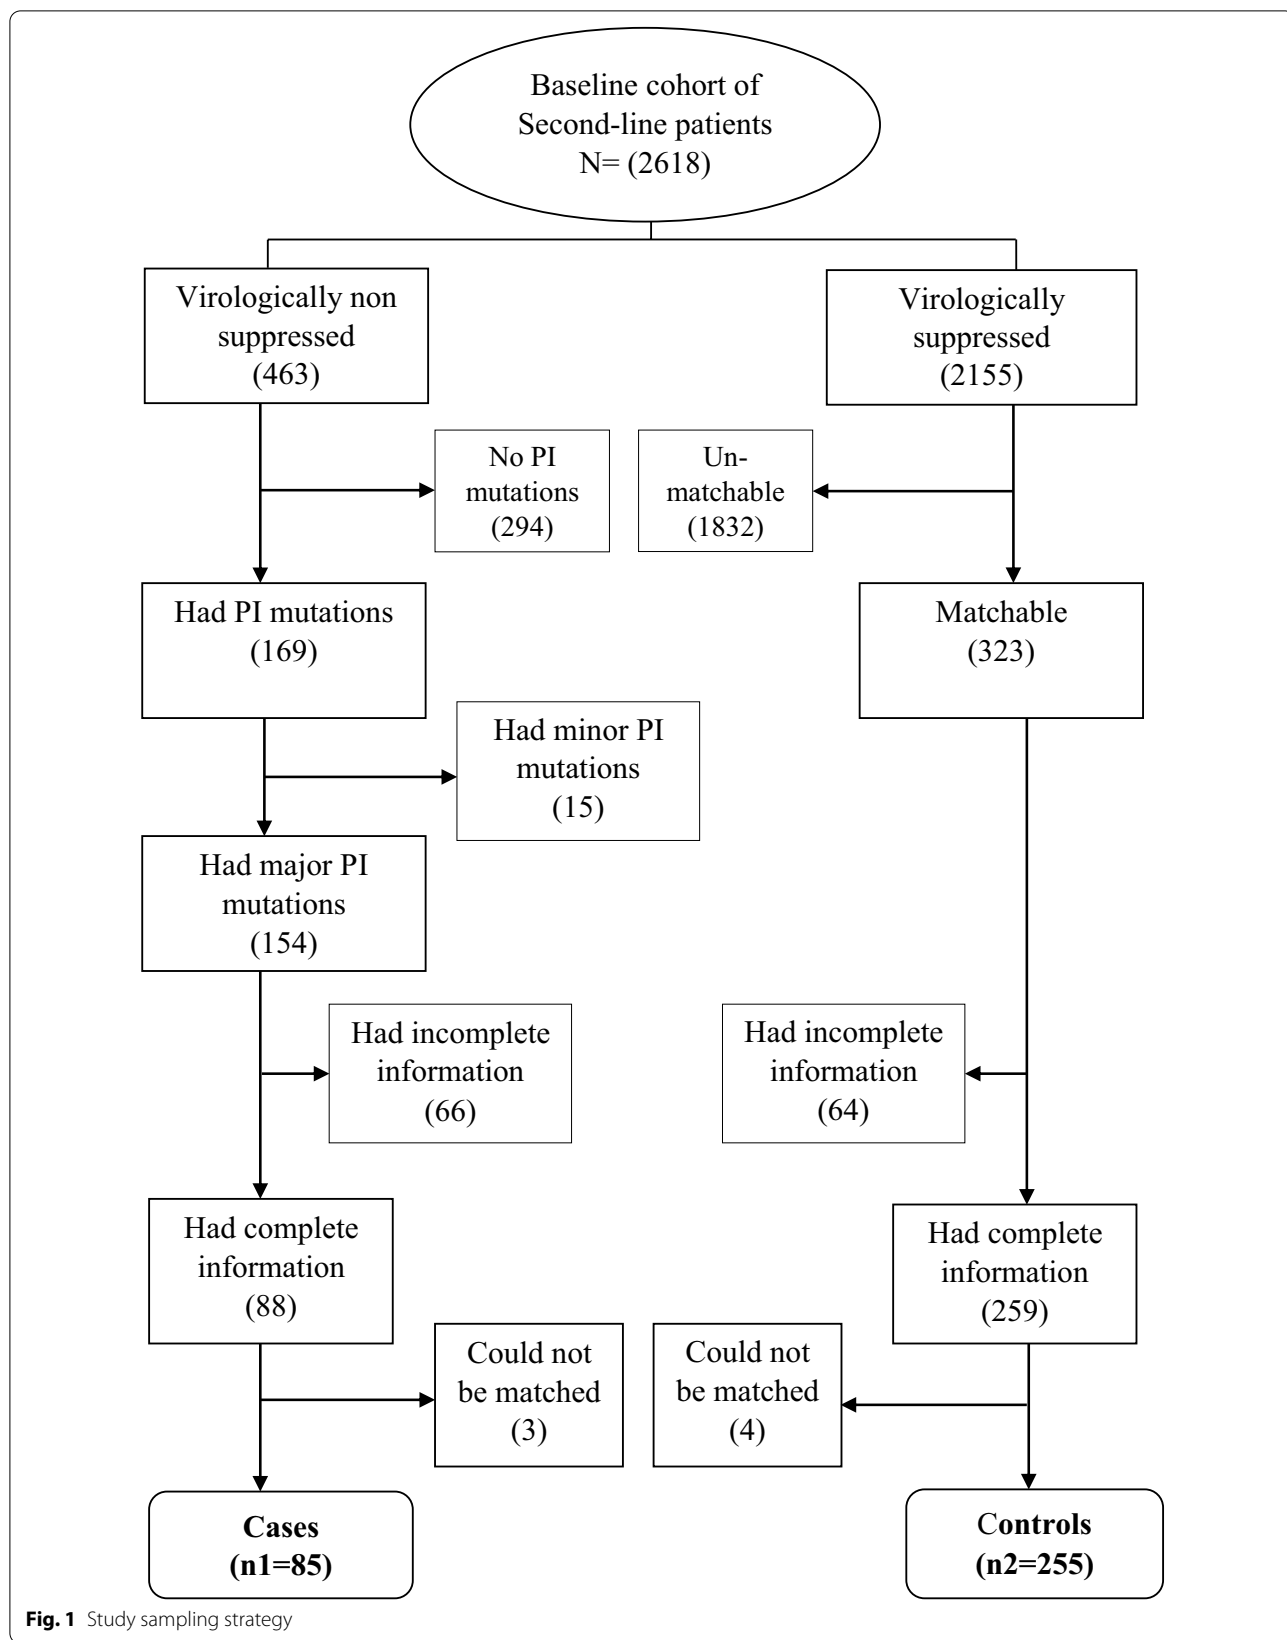 Baseline cohort of
Second-line patients
N= (2618)
Virologically non
suppressed
(463)
Virologically
suppressed
(2155)
No PI
mutations
(294)
Un-
matchable
(1832)
Had PI mutations
(169)
Matchable
(323)
Had minor PI
mutations
(15)
Had major PI
mutations
(154)
Had incomplete
information
(66)
Had incomplete
information
(64)
Had complete
information
(88)
Had complete
information
(259)
Could not
be matched
(3)
Could not
be matched
(4)
Cases
(n1=85)
Controls
(n2=255)
Fig. 1 Study sampling strategy